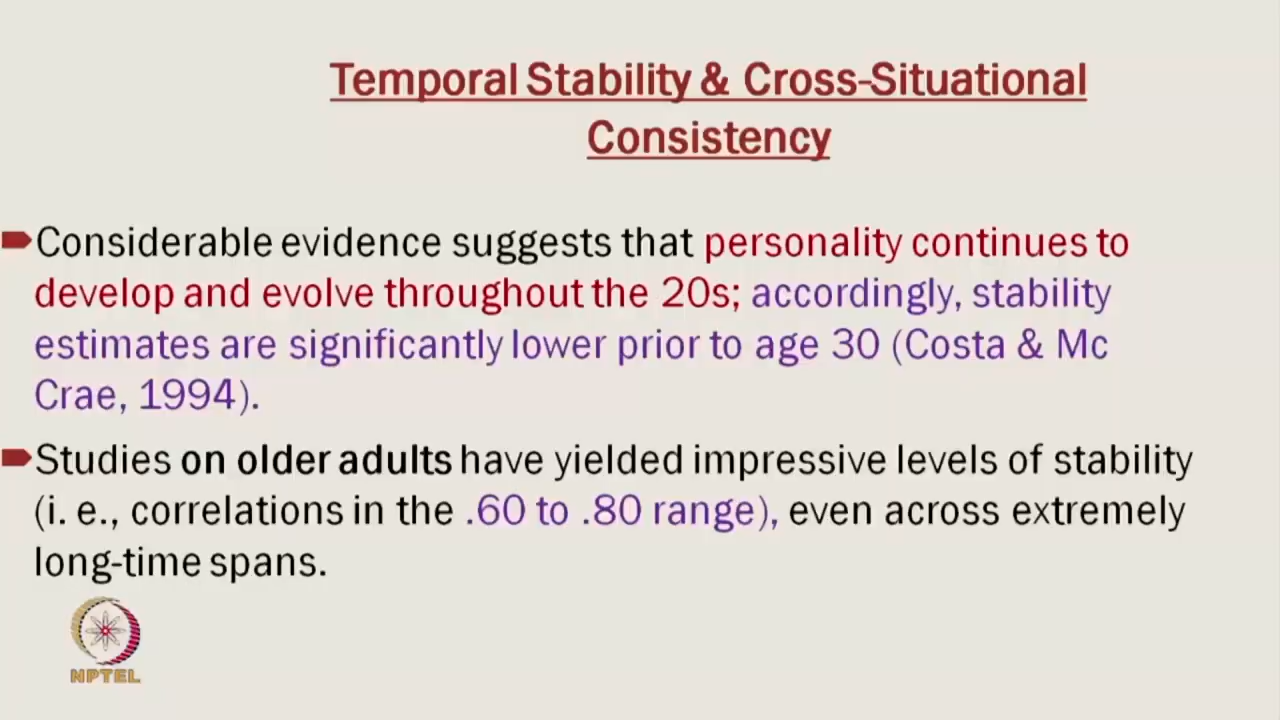 Temporal Stability & Cross-Situational
Consistency
Considerable evidence suggests that personality continues to
develop and evolve throughout the 20s; accordingly, stability
estimates are significantly lower prior to age 30 (Costa & Mc
Crae, 1994).
Studies on older adults have yielded impressive levels of stability
(i. e., correlations in the .60 to .80 range), even across extremely
long-time spans.
NPTEL